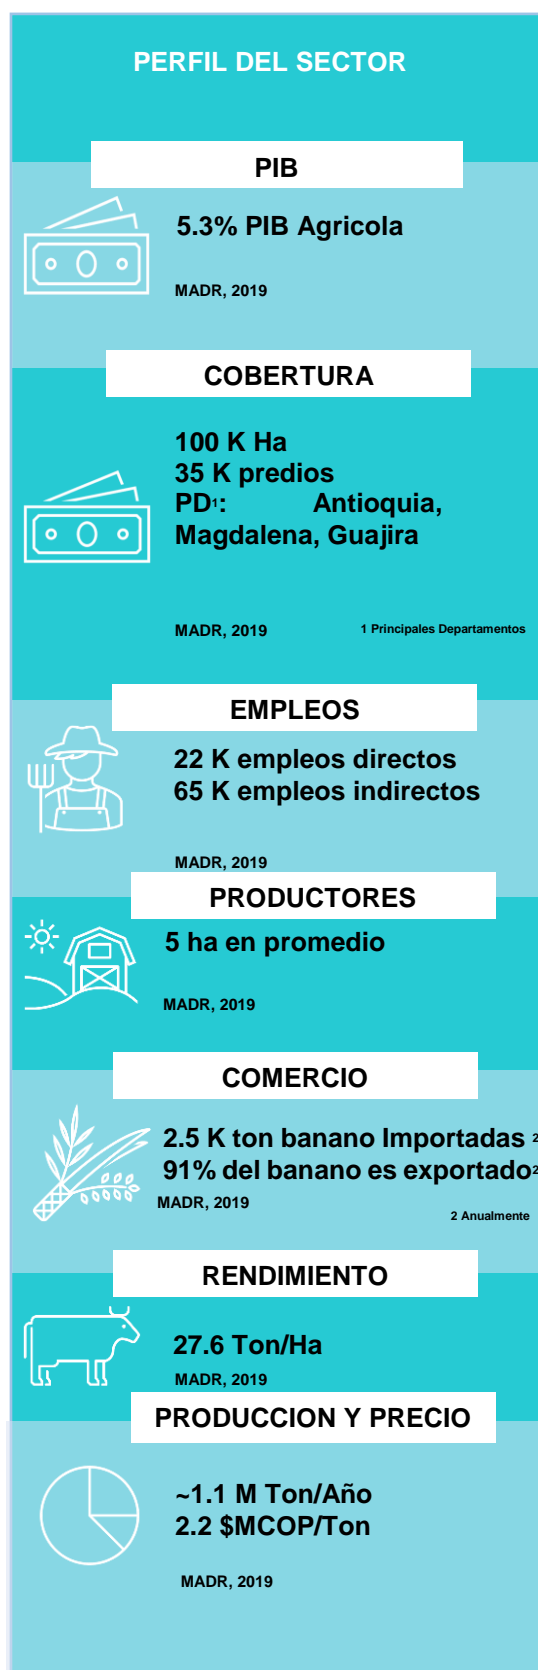 PERFIL DEL SECTOR
PIB
5.3% PIB Agricola
MADR, 2019
COBERTURA
100 K Ha
35 K predios
PD1: Antioquia,
Magdalena, Guajira
MADR, 2019 1 Principales Departamentos
EMPLEOS
22 K empleos directos
65 K empleos indirectos
MADR, 2019
PRODUCTORES
5 ha en promedio
MADR, 2019
COMERCIO
2.5 K ton banano Importadas 2
91% del banano es exportado2
MADR, 2019
2 Anualmente
RENDIMIENTO
27.6 Ton/Ha
MADR, 2019
PRODUCCION Y PRECIO
~1.1 M Ton/Año
2.2 $MCOP/Ton
MADR, 2019